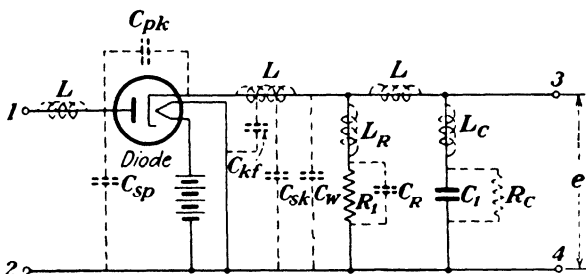 C_pk
L
L
L
1
3
Diode
L_R
L_C
C_kf
C_sp
C_sk
C_w
R_1
C_R
C_1
R_C
e
2
4